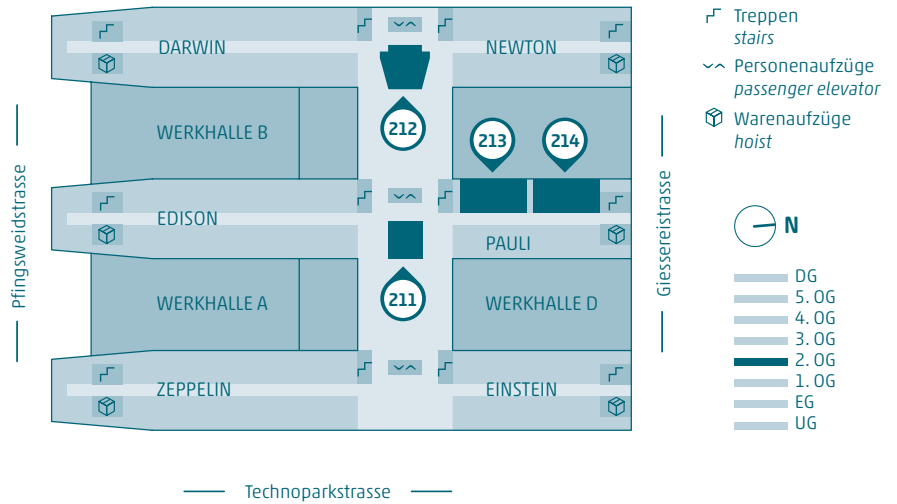 DARWIN
NEWTON
WERKHALLE B
212
213
214
EDISON
PAULI
WERKHALLE A
211
WERKHALLE D
ZEPPELIN
EINSTEIN
Pfingsweidstrasse
Giessereistrasse
Technoparkstrasse
Treppen
stairs
Personenaufzüge
passenger elevator
Warenaufzüge
hoist
N
DG
5. OG
4. OG
3. OG
2. OG
1. OG
EG
UG